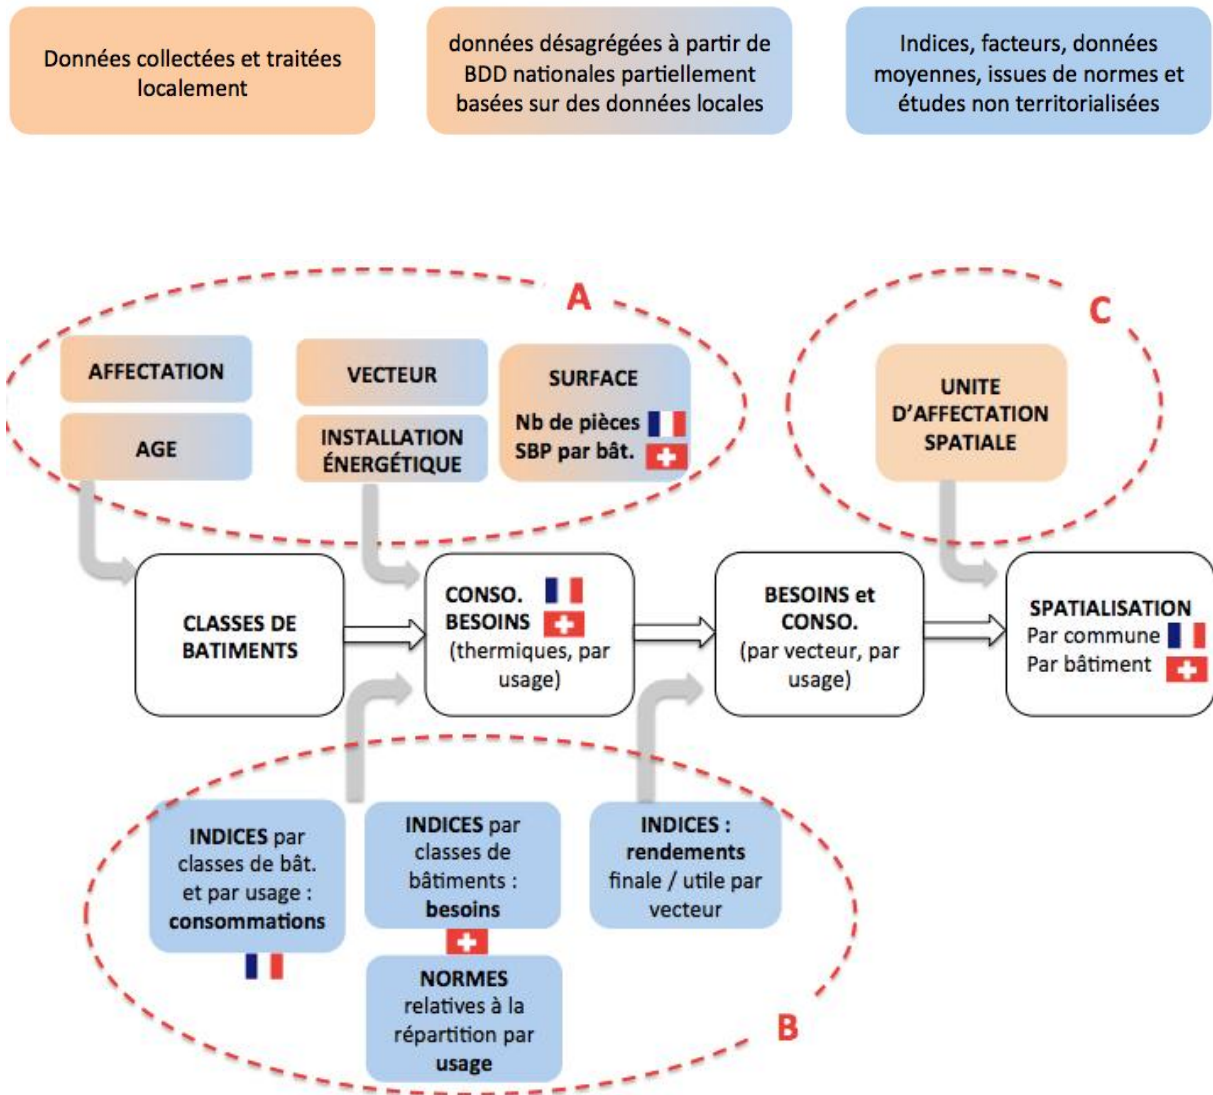 Données collectées et traitées
localement
données désagrégées à partir de
BDD nationales partiellement
basées sur des données locales
Indices, facteurs, données
moyennes, issues de normes et
études non territorialisées
A
C
AFFECTATION
AGE
VECTEUR
INSTALLATION
ÉNERGÉTIQUE
SURFACE
Nb de pièces
SBP par bât.
UNITE
D'AFFECTATION
SPATIALE
CLASSES DE
BATIMENTS
CONSO.
BESOINS
(thermiques, par
usage)
BESOINS et
CONSO.
(par vecteur, par
usage)
SPATIALISATION
Par commune
Par bâtiment
INDICES par
classes de bât.
et par usage :
consommations
INDICES par
classes de
bâtiments :
besoins
NORMES
relatives à la
répartition par
usage
INDICES :
rendements
finale / utile par
vecteur
B